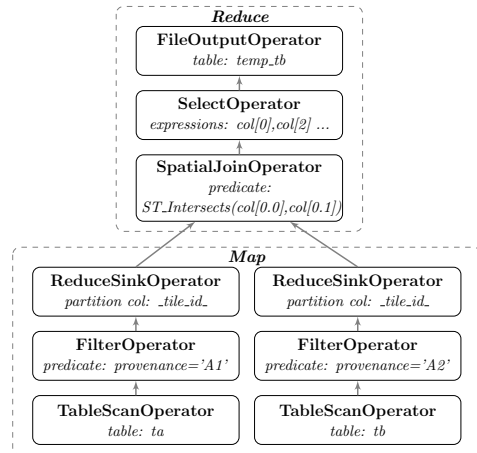 Reduce
FileOutputOperator
table: temp_tb
SelectOperator
expressions: col[0],col[2] ...
SpatialJoinOperator
predicate:
ST_Intersects(col[0.0],col[0.1])
Map
ReduceSinkOperator
partition col: _tile_id_
ReduceSinkOperator
partition col: _tile_id_
FilterOperator
predicate: provenance='A1'
FilterOperator
predicate: provenance='A2'
TableScanOperator
table: ta
TableScanOperator
table: tb